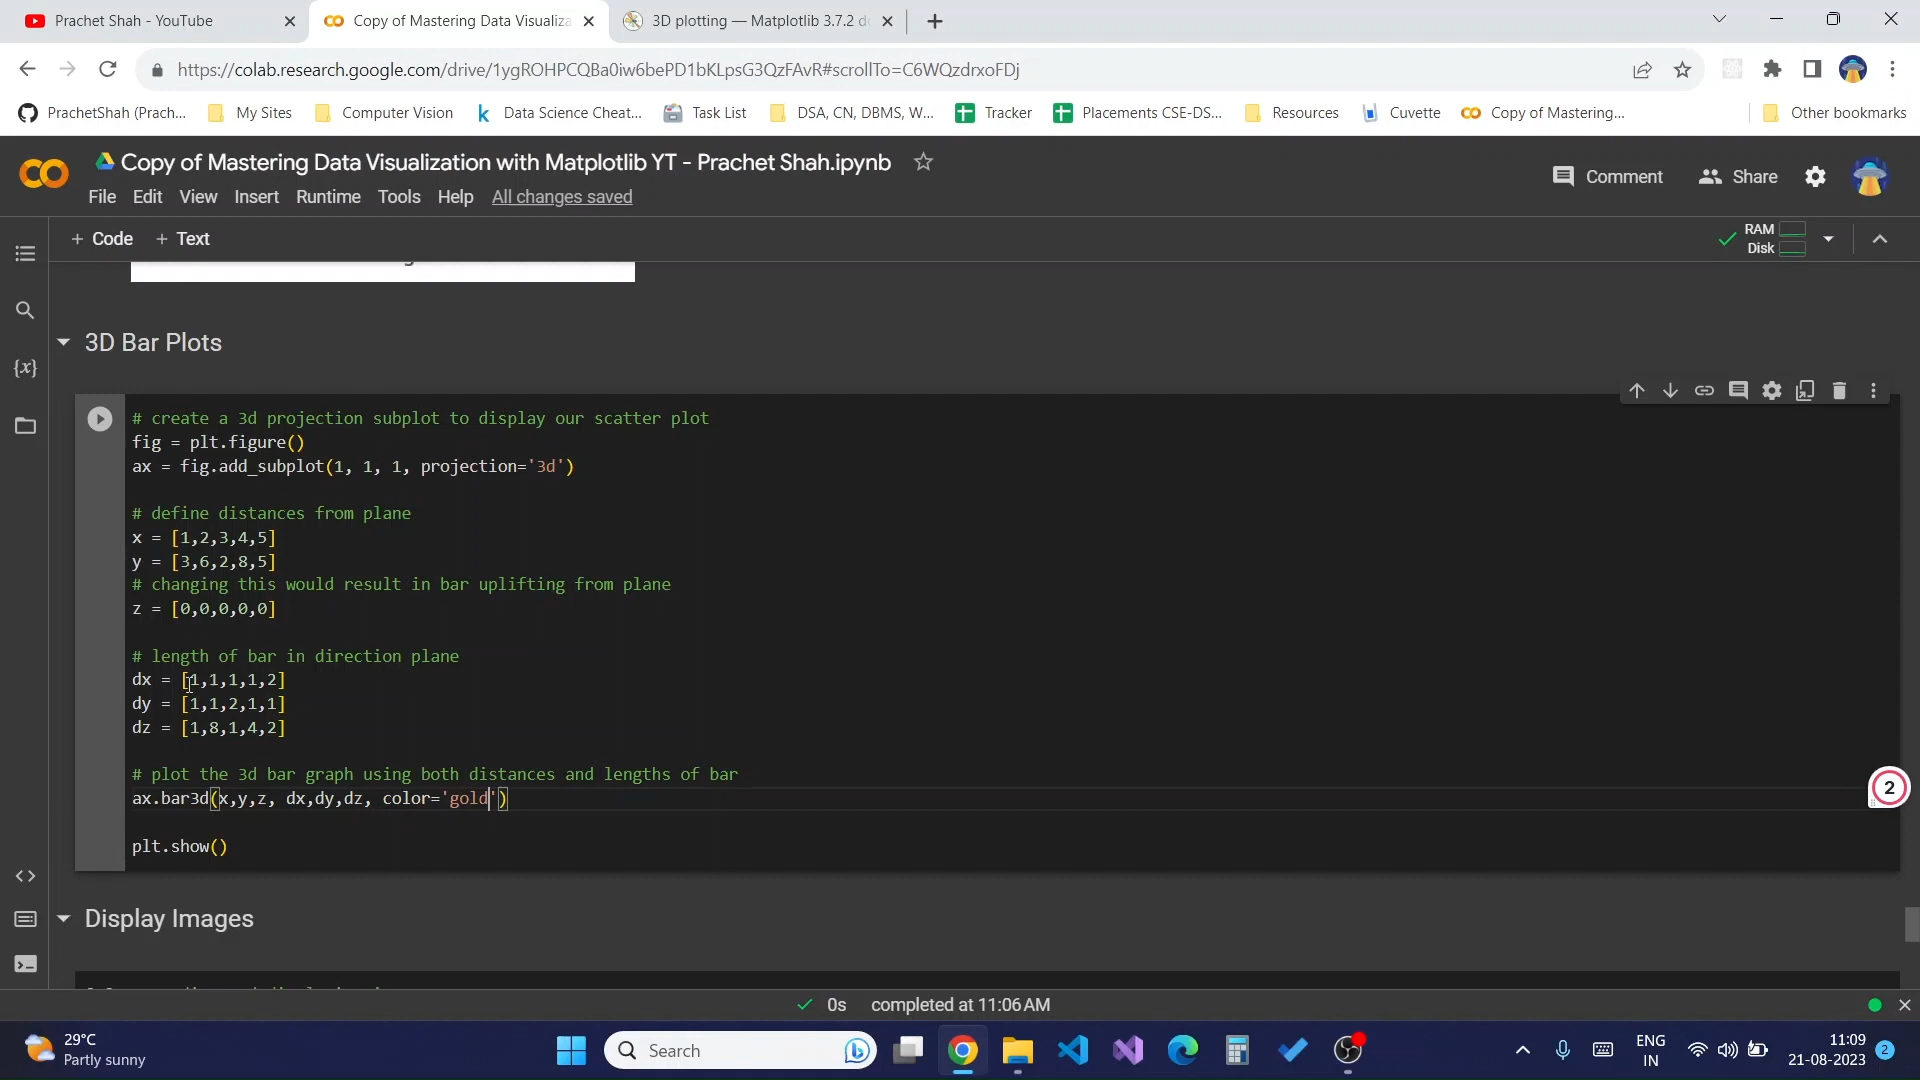 Prachet Shah - YouTube
Copy of Mastering Data Visualiza
3D plotting — Matplotlib 3.7.2 d
https://colab.research.google.com/drive/1ygROHPCQBa0iw6bePD1bKLpsG3QzFAvR#scrollTo=C6WQzdrxoFDj
PrachetShah (Prach...
My Sites
Computer Vision
Data Science Cheat...
Task List
DSA, CN, DBMS, W...
Tracker
Placements CSE-DS...
Resources
Cuvette
Copy of Mastering...
Other bookmarks
Copy of Mastering Data Visualization with Matplotlib YT - Prachet Shah.ipynb
File Edit View Insert Runtime Tools Help All changes saved
Comment
Share
+ Code + Text
RAM
Disk
3D Bar Plots
# create a 3d projection subplot to display our scatter plot
fig = plt.figure()
ax = fig.add_subplot(1, 1, 1, projection='3d')
# define distances from plane
x = [1,2,3,4,5]
y = [3,6,2,8,5]
# changing this would result in bar uplifting from plane
z = [0,0,0,0,0]
# length of bar in direction plane
dx = [1,1,1,1,2]
dy = [1,1,2,1,1]
dz = [1,8,1,4,2]
# plot the 3d bar graph using both distances and lengths of bar
ax.bar3d(x,y,z, dx,dy,dz, color='gold')
2
plt.show()
Display Images
0s completed at 11:06 AM
29°C
Partly sunny
Search
ENG
IN
11:09
21-08-2023
2